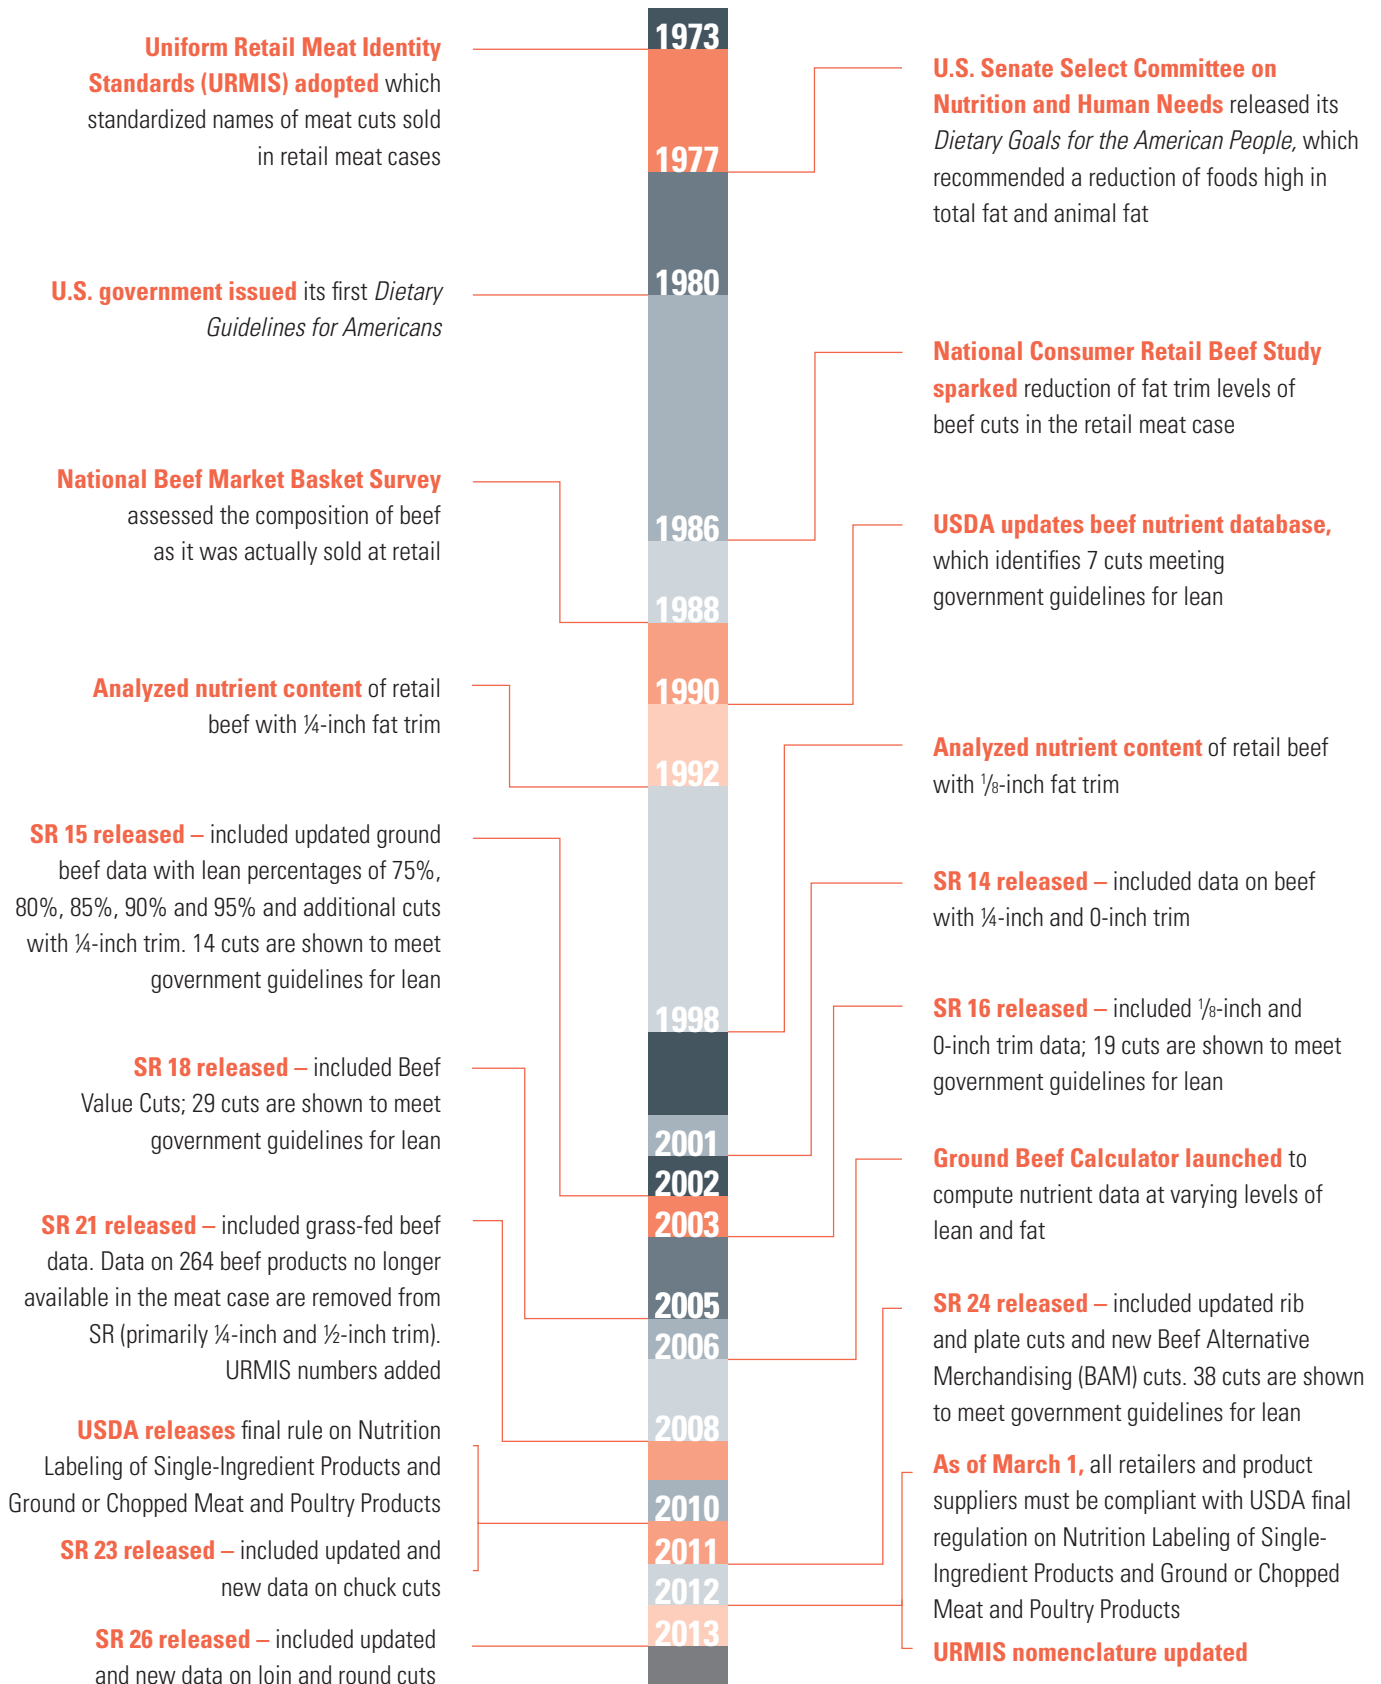 1973
Uniform Retail Meat Identity
Standards (URMIS) adopted which
standardized names of meat cuts sold
in retail meat cases
1977
U.S. Senate Select Committee on
Nutrition and Human Needs released its
Dietary Goals for the American People, which
recommended a reduction of foods high in
total fat and animal fat
1980
U.S. government issued its first Dietary
Guidelines for Americans
1986
National Consumer Retail Beef Study
sparked reduction of fat trim levels of
beef cuts in the retail meat case
1988
National Beef Market Basket Survey
assessed the composition of beef
as it was actually sold at retail
1990
USDA updates beef nutrient database,
which identifies 7 cuts meeting
government guidelines for lean
1992
Analyzed nutrient content of retail
beef with ¼-inch fat trim
1998
Analyzed nutrient content of retail beef
with ⅛-inch fat trim
2001
SR 14 released – included data on beef
with ¼-inch and 0-inch trim
2002
SR 15 released – included updated ground
beef data with lean percentages of 75%,
80%, 85%, 90% and 95% and additional cuts
with ¼-inch trim. 14 cuts are shown to meet
government guidelines for lean
2003
SR 16 released – included ⅛-inch and
0-inch trim data; 19 cuts are shown to meet
government guidelines for lean
2005
SR 18 released – included Beef
Value Cuts; 29 cuts are shown to meet
government guidelines for lean
2006
Ground Beef Calculator launched to
compute nutrient data at varying levels of
lean and fat
2008
SR 21 released – included grass-fed beef
data. Data on 264 beef products no longer
available in the meat case are removed from
SR (primarily ¼-inch and ½-inch trim).
URMIS numbers added
2010
USDA releases final rule on Nutrition
Labeling of Single-Ingredient Products and
Ground or Chopped Meat and Poultry Products
SR 23 released – included updated and
new data on chuck cuts
2011
SR 24 released – included updated rib
and plate cuts and new Beef Alternative
Merchandising (BAM) cuts. 38 cuts are shown
to meet government guidelines for lean
2012
As of March 1, all retailers and product
suppliers must be compliant with USDA final
regulation on Nutrition Labeling of Single-
Ingredient Products and Ground or Chopped
Meat and Poultry Products
URMIS nomenclature updated
2013
SR 26 released – included updated
and new data on loin and round cuts